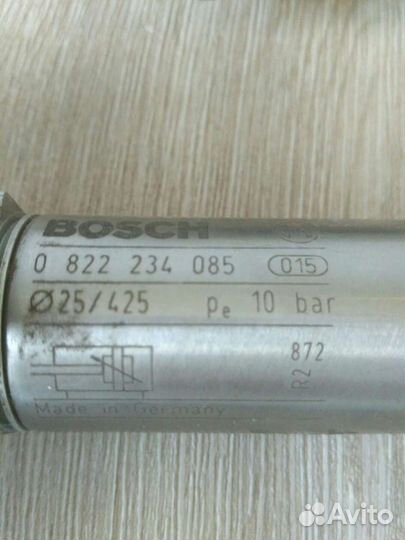 BOSCH
0 822 234 085 015
Ø25/425 pe 10 bar
R2 872
Made in Germany
Avito